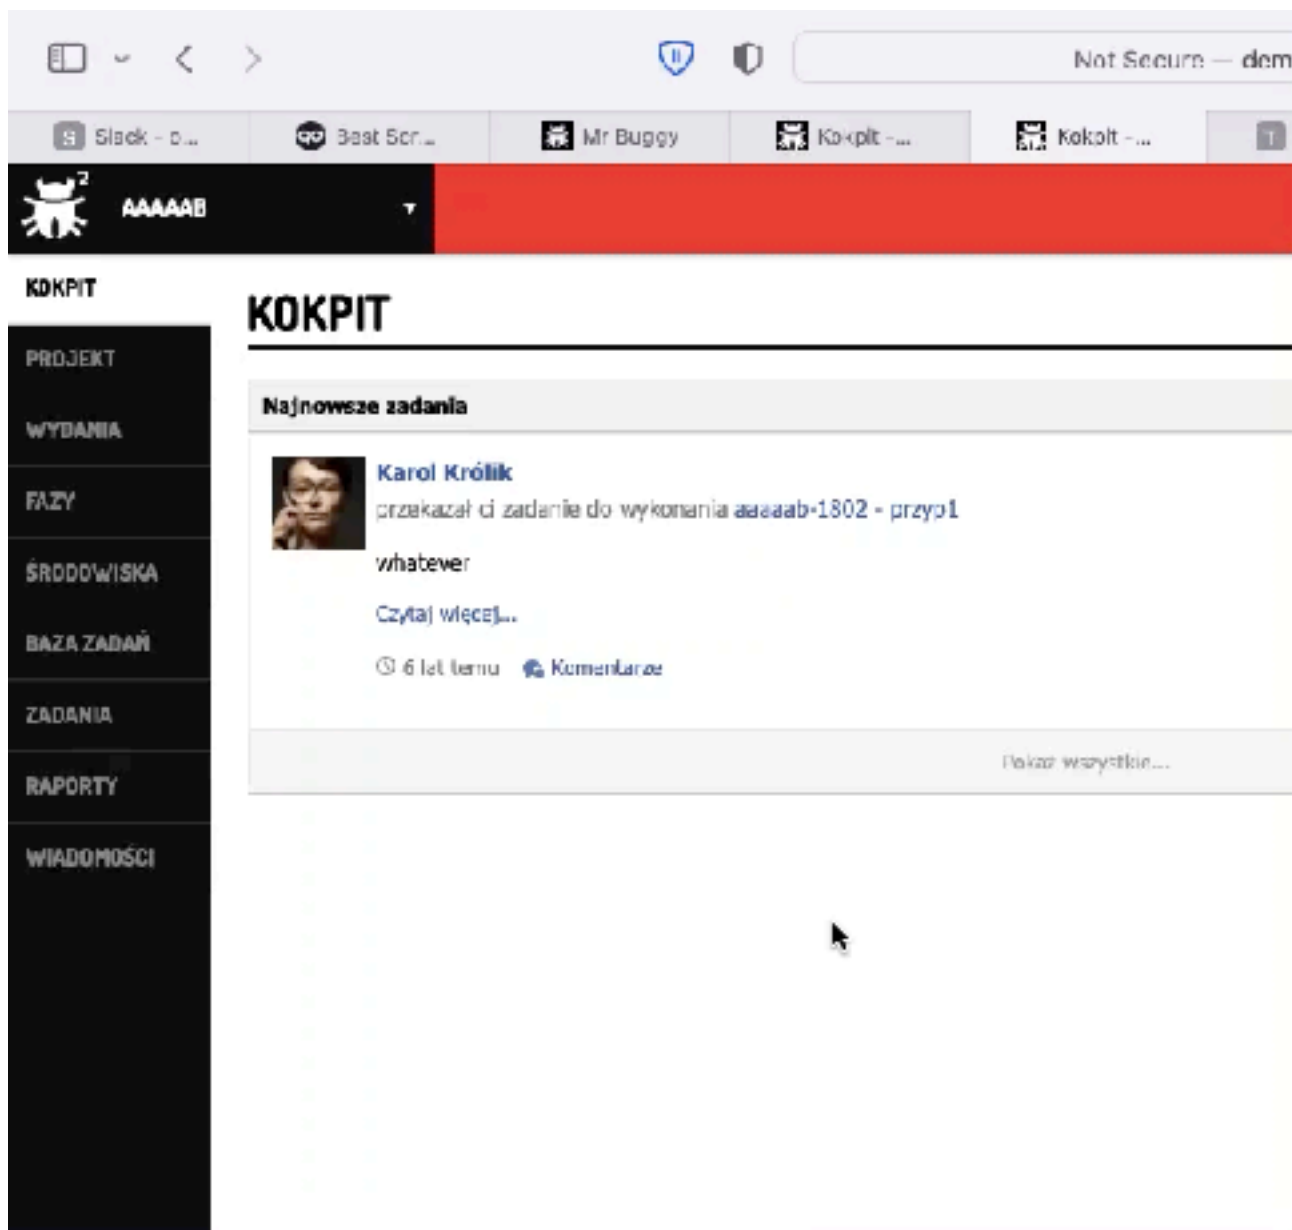 Not Secure — dem
Slack - o...
Best Scr...
Mr Buggy
Kokpit -...
Kokpit -...
T
2
AAAAAB
KOKPIT
PROJEKT
WYDANIA
FAZY
ŚRODOWISKA
BAZA ZADAŃ
ZADANIA
RAPORTY
WIADOMOŚCI
KOKPIT
Najnowsze zadania
Karol Królik
przekazał ci zadanie do wykonania aaaaab-1802 - przyp1
whatever
Czytaj więcej...
6 lat temu Komentarze
Pokaż wszystkie...